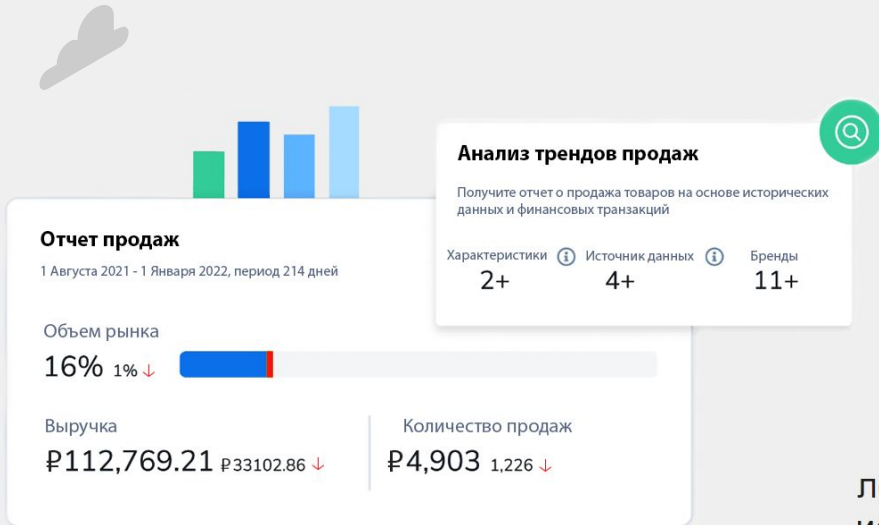 Анализ трендов продаж
Получите отчет о продажа товаров на основе исторических
данных и финансовых транзакций
Характеристики Источник данных Бренды
2+ 4+ 11+
Отчет продаж
1 Августа 2021 - 1 Января 2022, период 214 дней
Объем рынка
16% 1% ↓
Выручка Количество продаж
₽112,769.21 ₽33102.86 ↓ ₽4,903 1,226 ↓